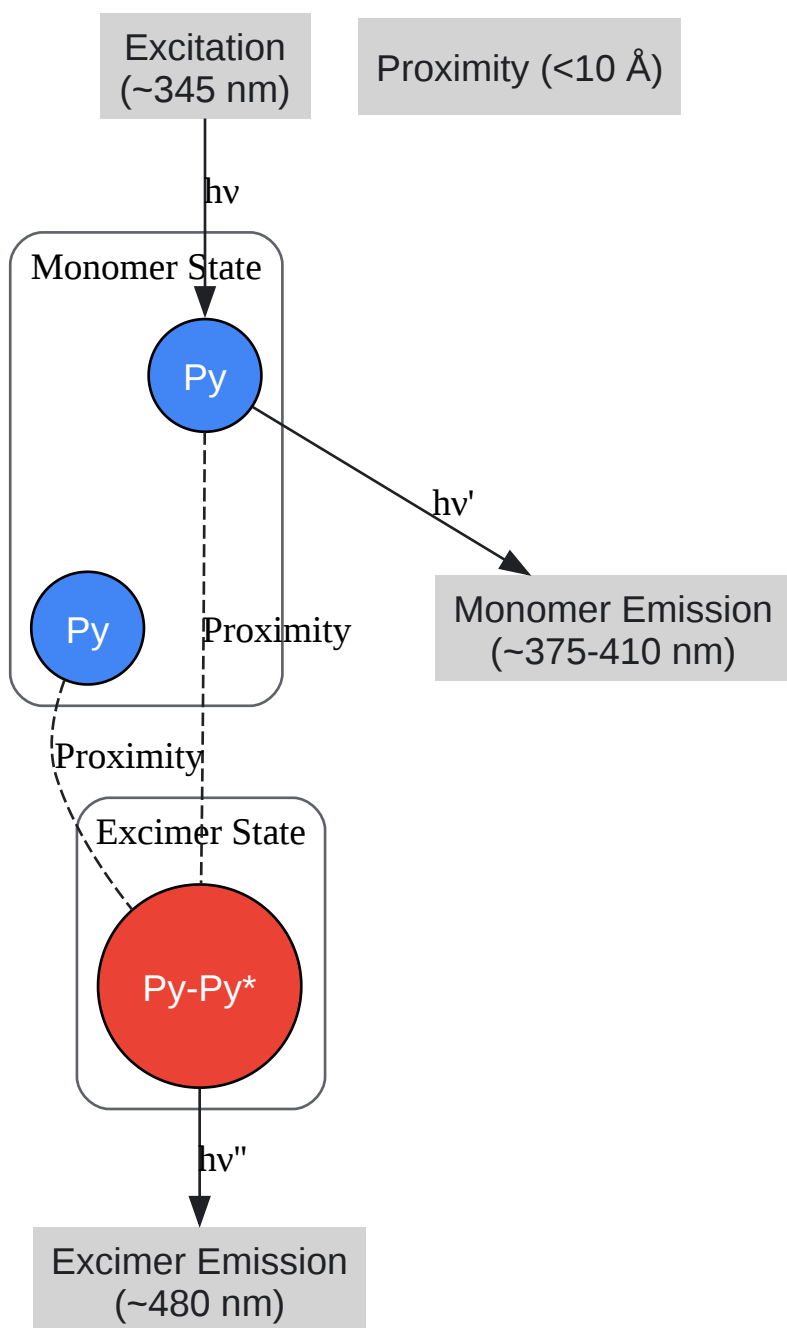 Excitation
(~345 nm)
Proximity (<10 Å)
hν
Monomer State
Py
hν'
Monomer Emission
(~375-410 nm)
Py
Proximity
Proximity
Excimer State
Py-Py*
hν"
Excimer Emission
(~480 nm)